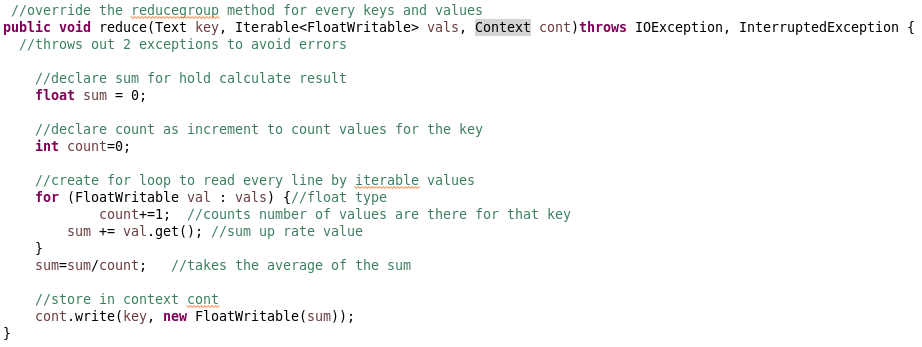 //override the reducegroup method for every keys and values
public void reduce(Text key, Iterable<FloatWritable> vals, Context cont)throws IOException, InterruptedException {
//throws out 2 exceptions to avoid errors
//declare sum for hold calculate result
float sum = 0;
//declare count as increment to count values for the key
int count=0;
//create for loop to read every line by iterable values
for (FloatWritable val : vals) {//float type
count+=1;  //counts number of values are there for that key
sum += val.get(); //sum up rate value
}
sum=sum/count;   //takes the average of the sum
//store in context cont
cont.write(key, new FloatWritable(sum));
}